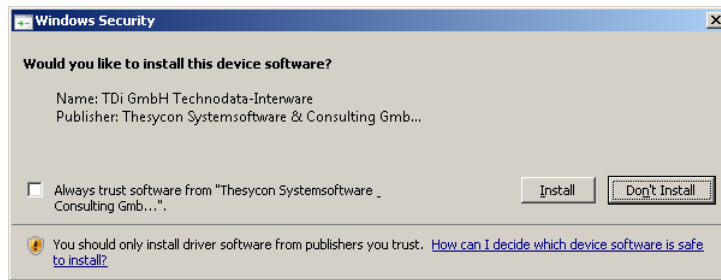 Windows Security
Would you like to install this device software?
Name: TDi GmbH Technodata-Interware
Publisher: Thesycon Systemsoftware & Consulting Gmb...
Always trust software from "Thesycon Systemsoftware _
Consulting Gmb...".
Install
Don't Install
You should only install driver software from publishers you trust. How can I decide which device software is safe
to install?